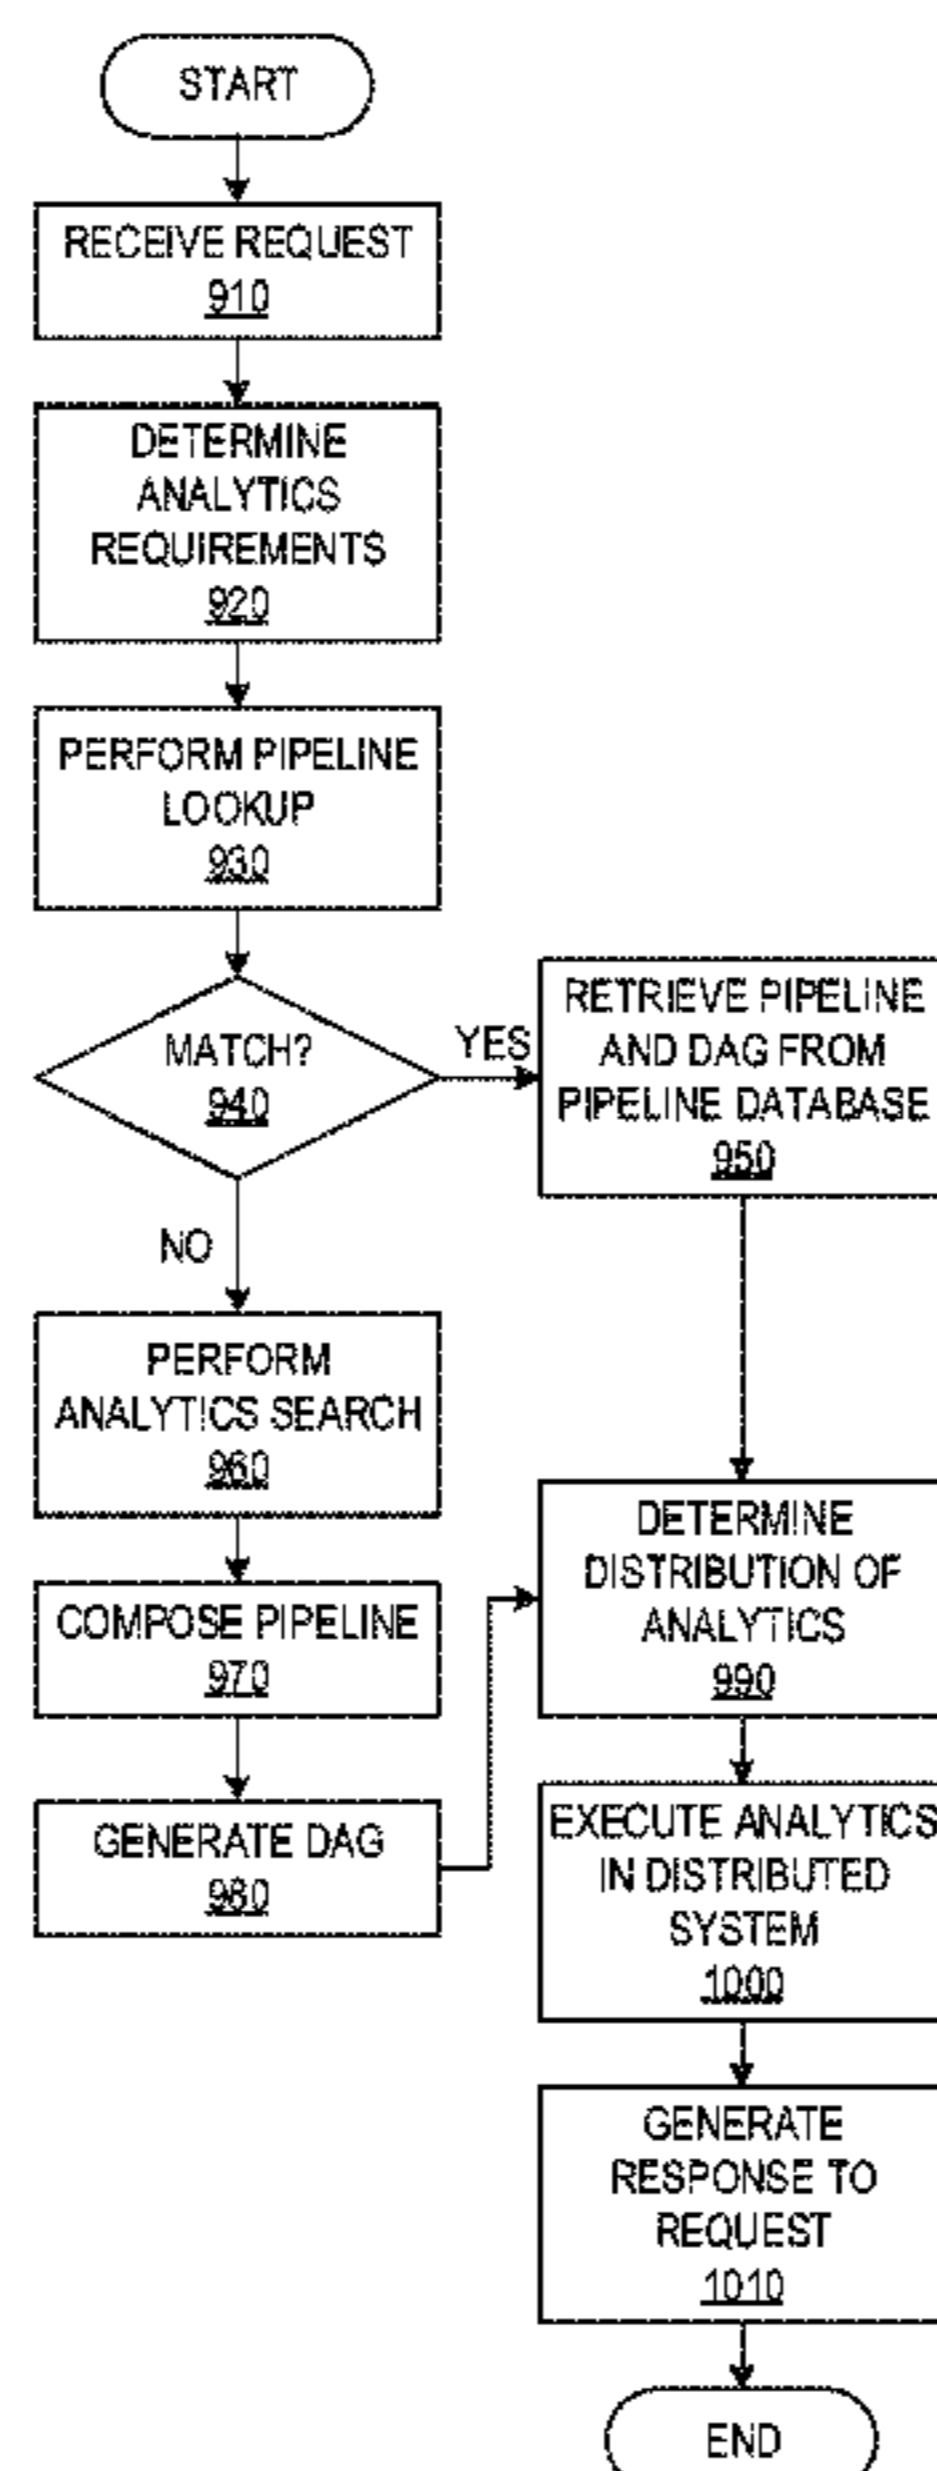 START
RECEIVE REQUEST
910
DETERMINE
ANALYTICS
REQUIREMENTS
920
PERFORM PIPELINE
LOOKUP
930
MATCH?
940
YES
RETRIEVE PIPELINE
AND DAG FROM
PIPELINE DATABASE
950
NO
PERFORM
ANALYTICS SEARCH
960
COMPOSE PIPELINE
970
GENERATE DAG
980
DETERMINE
DISTRIBUTION OF
ANALYTICS
990
EXECUTE ANALYTICS
IN DISTRIBUTED
SYSTEM
1000
GENERATE
RESPONSE TO
REQUEST
1010
END